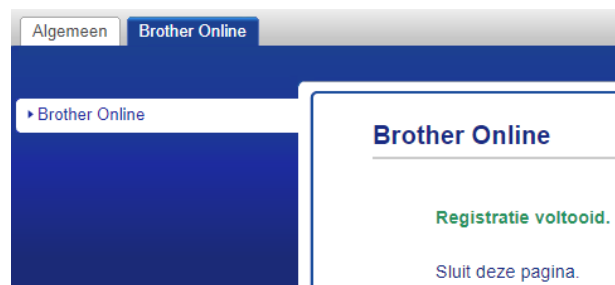 Algemeen Brother Online
Brother Online
Brother Online
Registratie voltooid.
Sluit deze pagina.